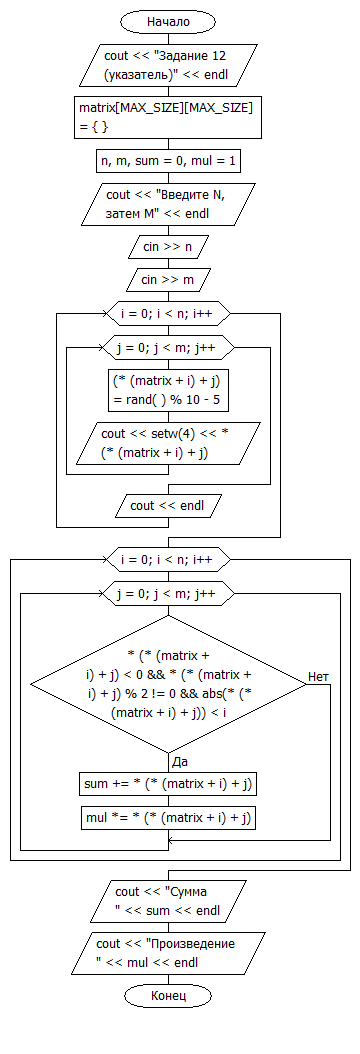 Начало
cout << "Задание 12
(указатель)" << endl
matrix[MAX_SIZE][MAX_SIZE]
= { }
n, m, sum = 0, mul = 1
cout << "Введите N,
затем M" << endl
cin >> n
cin >> m
i = 0; i < n; i++
j = 0; j < m; j++
(* (matrix + i) + j)
= rand( ) % 10 - 5
cout << setw(4) << *
(* (matrix + i) + j)
cout << endl
i = 0; i < n; i++
j = 0; j < m; j++
* (* (matrix +
i) + j) < 0 && * (* (matrix +
i) + j) % 2 != 0 && abs(* (*
(matrix + i) + j)) < i
Нет
Да
sum += * (* (matrix + i) + j)
mul *= * (* (matrix + i) + j)
cout << "Сумма
" << sum << endl
cout << "Произведение
" << mul << endl
Конец